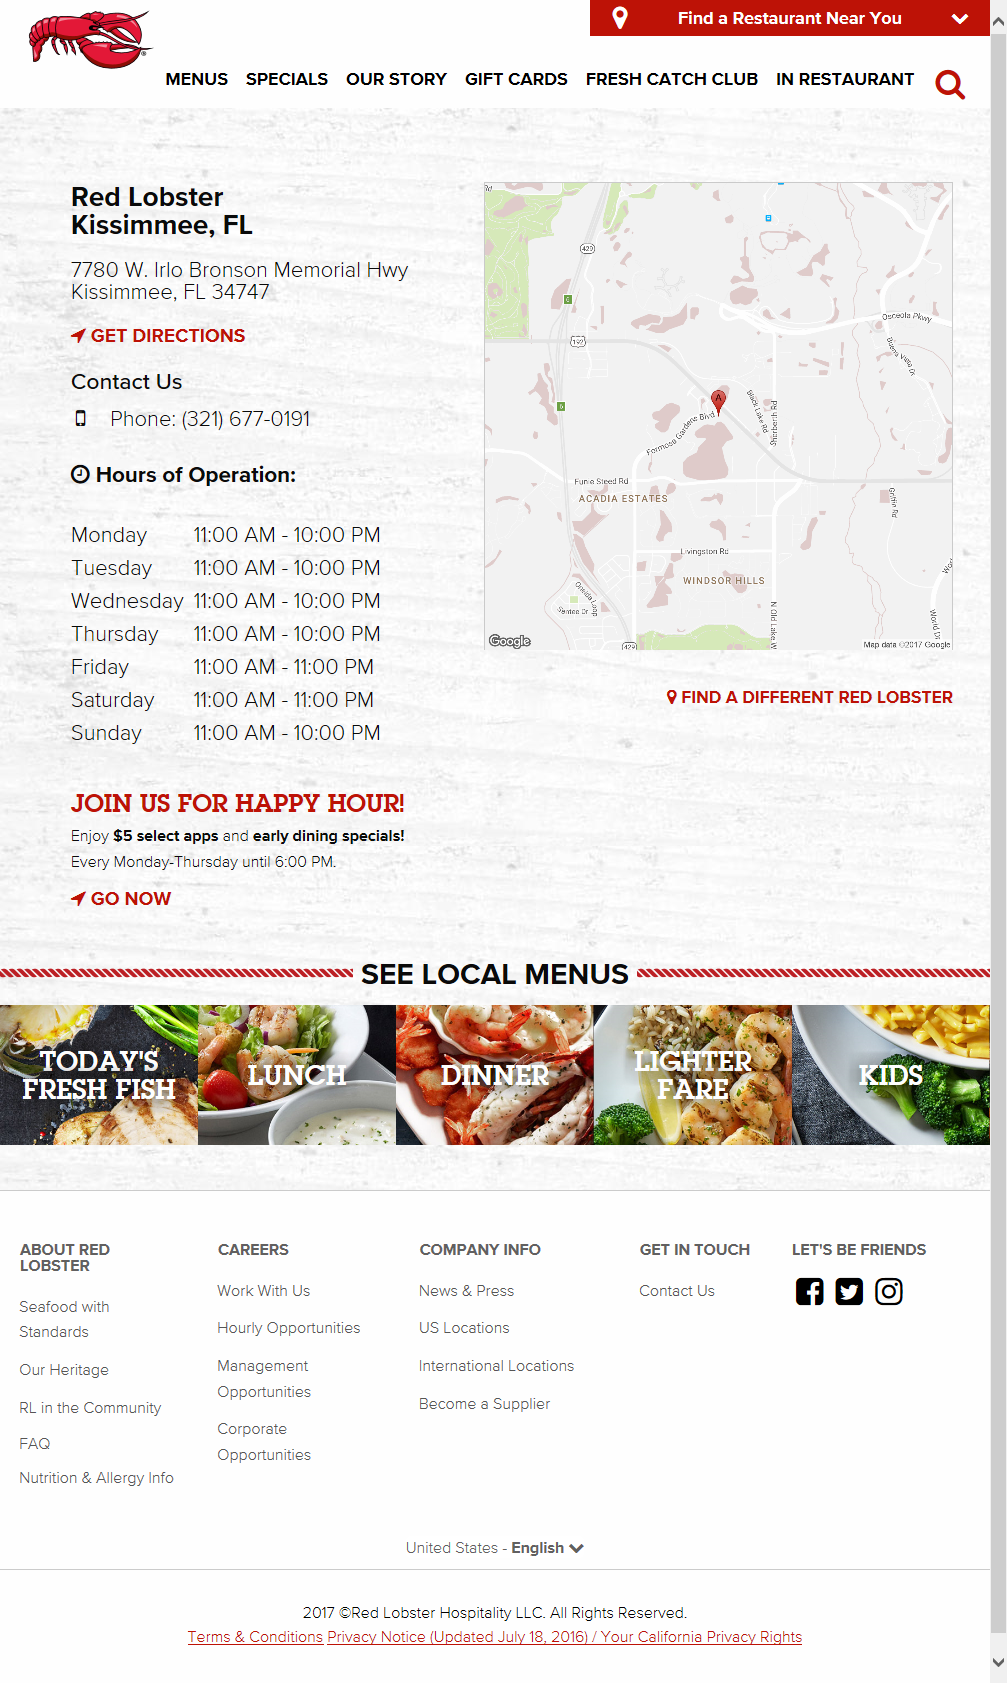 Find a Restaurant Near You
MENUS SPECIALS OUR STORY GIFT CARDS FRESH CATCH CLUB IN RESTAURANT
Red Lobster
Kissimmee, FL
7780 W. Irlo Bronson Memorial Hwy
Kissimmee, FL 34747
GET DIRECTIONS
Contact Us
Phone: (321) 677-0191
Hours of Operation:
Monday 11:00 AM - 10:00 PM
Tuesday 11:00 AM - 10:00 PM
Wednesday 11:00 AM - 10:00 PM
Thursday 11:00 AM - 10:00 PM
Friday 11:00 AM - 11:00 PM
Saturday 11:00 AM - 11:00 PM
Sunday 11:00 AM - 10:00 PM
Rd
429
6
192
Osceola Pkwy
Buena Vista Dr
6
A
Black Lake Rd
Sherberth Rd
Formosa Gardens Blvd
Funie Steed Rd
ACADIA ESTATES
Griffin Rd
Livingston Rd
WINDSOR HILLS
Oneida Loop
Santee Dr
N Old Lake W
World Dr
429
Google
Map data ©2017 Google
FIND A DIFFERENT RED LOBSTER
JOIN US FOR HAPPY HOUR!
Enjoy $5 select apps and early dining specials!
Every Monday-Thursday until 6:00 PM.
GO NOW
SEE LOCAL MENUS
TODAY'S
FRESH FISH
LUNCH
DINNER
LIGHTER
FARE
KIDS
ABOUT RED
LOBSTER
Seafood with
Standards
Our Heritage
RL in the Community
FAQ
Nutrition & Allergy Info
CAREERS
Work With Us
Hourly Opportunities
Management
Opportunities
Corporate
Opportunities
COMPANY INFO
News & Press
US Locations
International Locations
Become a Supplier
GET IN TOUCH
Contact Us
LET'S BE FRIENDS
United States - English
2017 ©Red Lobster Hospitality LLC. All Rights Reserved.
Terms & Conditions Privacy Notice (Updated July 18, 2016) / Your California Privacy Rights